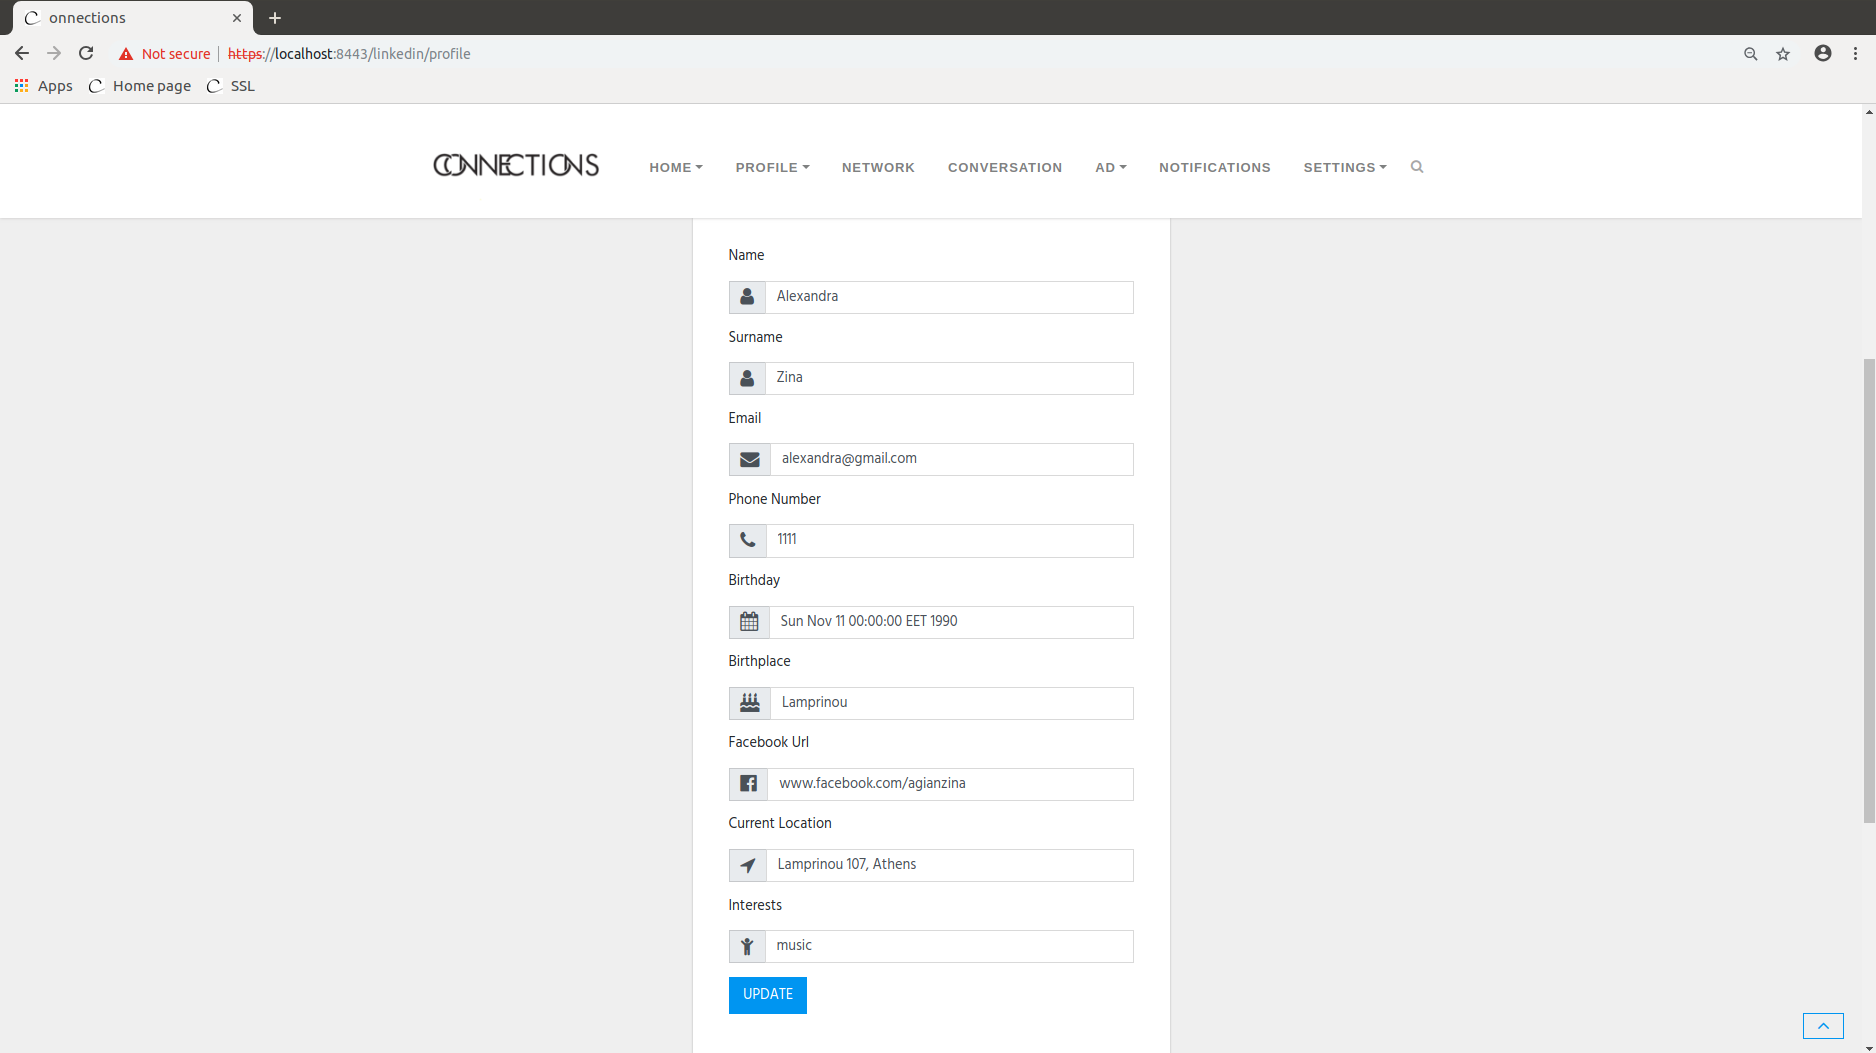 onnections
Not secure https://localhost:8443/linkedin/profile
Apps Home page SSL
CONNECTIONS HOME PROFILE NETWORK CONVERSATION AD NOTIFICATIONS SETTINGS
Name
Alexandra
Surname
Zina
Email
alexandra@gmail.com
Phone Number
1111
Birthday
Sun Nov 11 00:00:00 EET 1990
Birthplace
Lamprinou
Facebook Url
www.facebook.com/agianzina
Current Location
Lamprinou 107, Athens
Interests
music
UPDATE